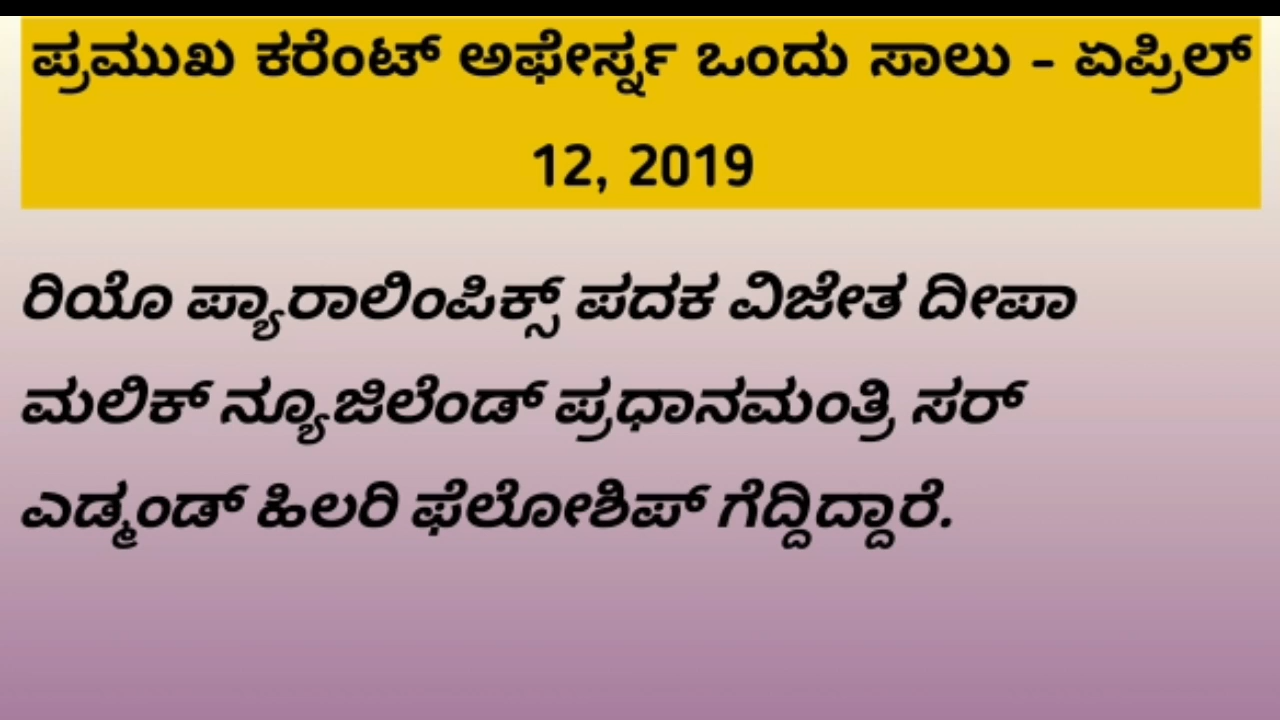 ಪ್ರಮುಖ ಕರೆಂಟ್ ಅಫೇರ್ಸ್ನ ಒಂದು ಸಾಲು – ಏಪ್ರಿಲ್
12, 2019
ರಿಯೊ ಪ್ಯಾರಾಲಿಂಪಿಕ್ಸ್ ಪದಕ ವಿಜೇತ ದೀಪಾ
ಮಲಿಕ್ ನ್ಯೂಜಿಲೆಂಡ್ ಪ್ರಧಾನಮಂತ್ರಿ ಸರ್
ಎಡ್ಮಂಡ್ ಹಿಲರಿ ಫೆಲೋಶಿಪ್ ಗೆದ್ದಿದ್ದಾರೆ.